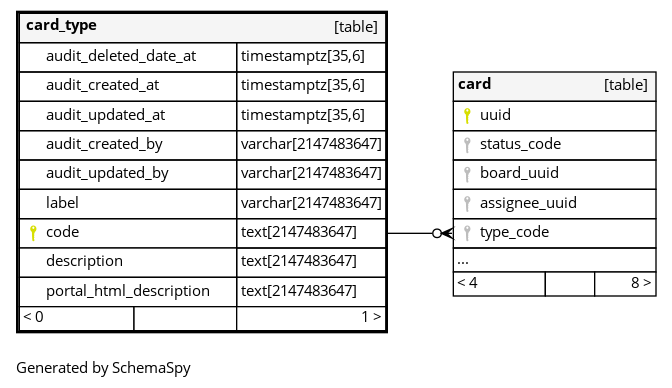 card_type [table]
audit_deleted_date_at timestamptz[35,6]
audit_created_at timestamptz[35,6]
audit_updated_at timestamptz[35,6]
audit_created_by varchar[2147483647]
audit_updated_by varchar[2147483647]
label varchar[2147483647]
code text[2147483647]
description text[2147483647]
portal_html_description text[2147483647]
< 0 1 >
card [table]
uuid
status_code
board_uuid
assignee_uuid
type_code
...
< 4 8 >
Generated by SchemaSpy